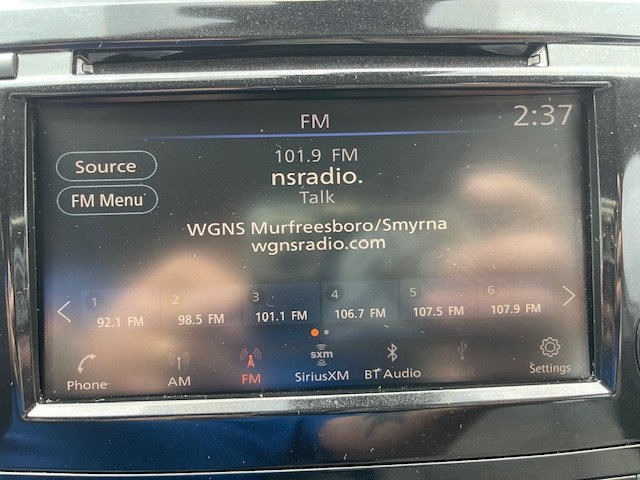 FM
2:37
Source
FM Menu
101.9 FM
nsradio.
Talk
WGNS Murfreesboro/Smyrna
wgnsradio.com
1 2 3 4 5 6
92.1 FM 98.5 FM 101.1 FM 106.7 FM 107.5 FM 107.9 FM
sxm
Phone AM FM SiriusXM BT Audio USB Settings